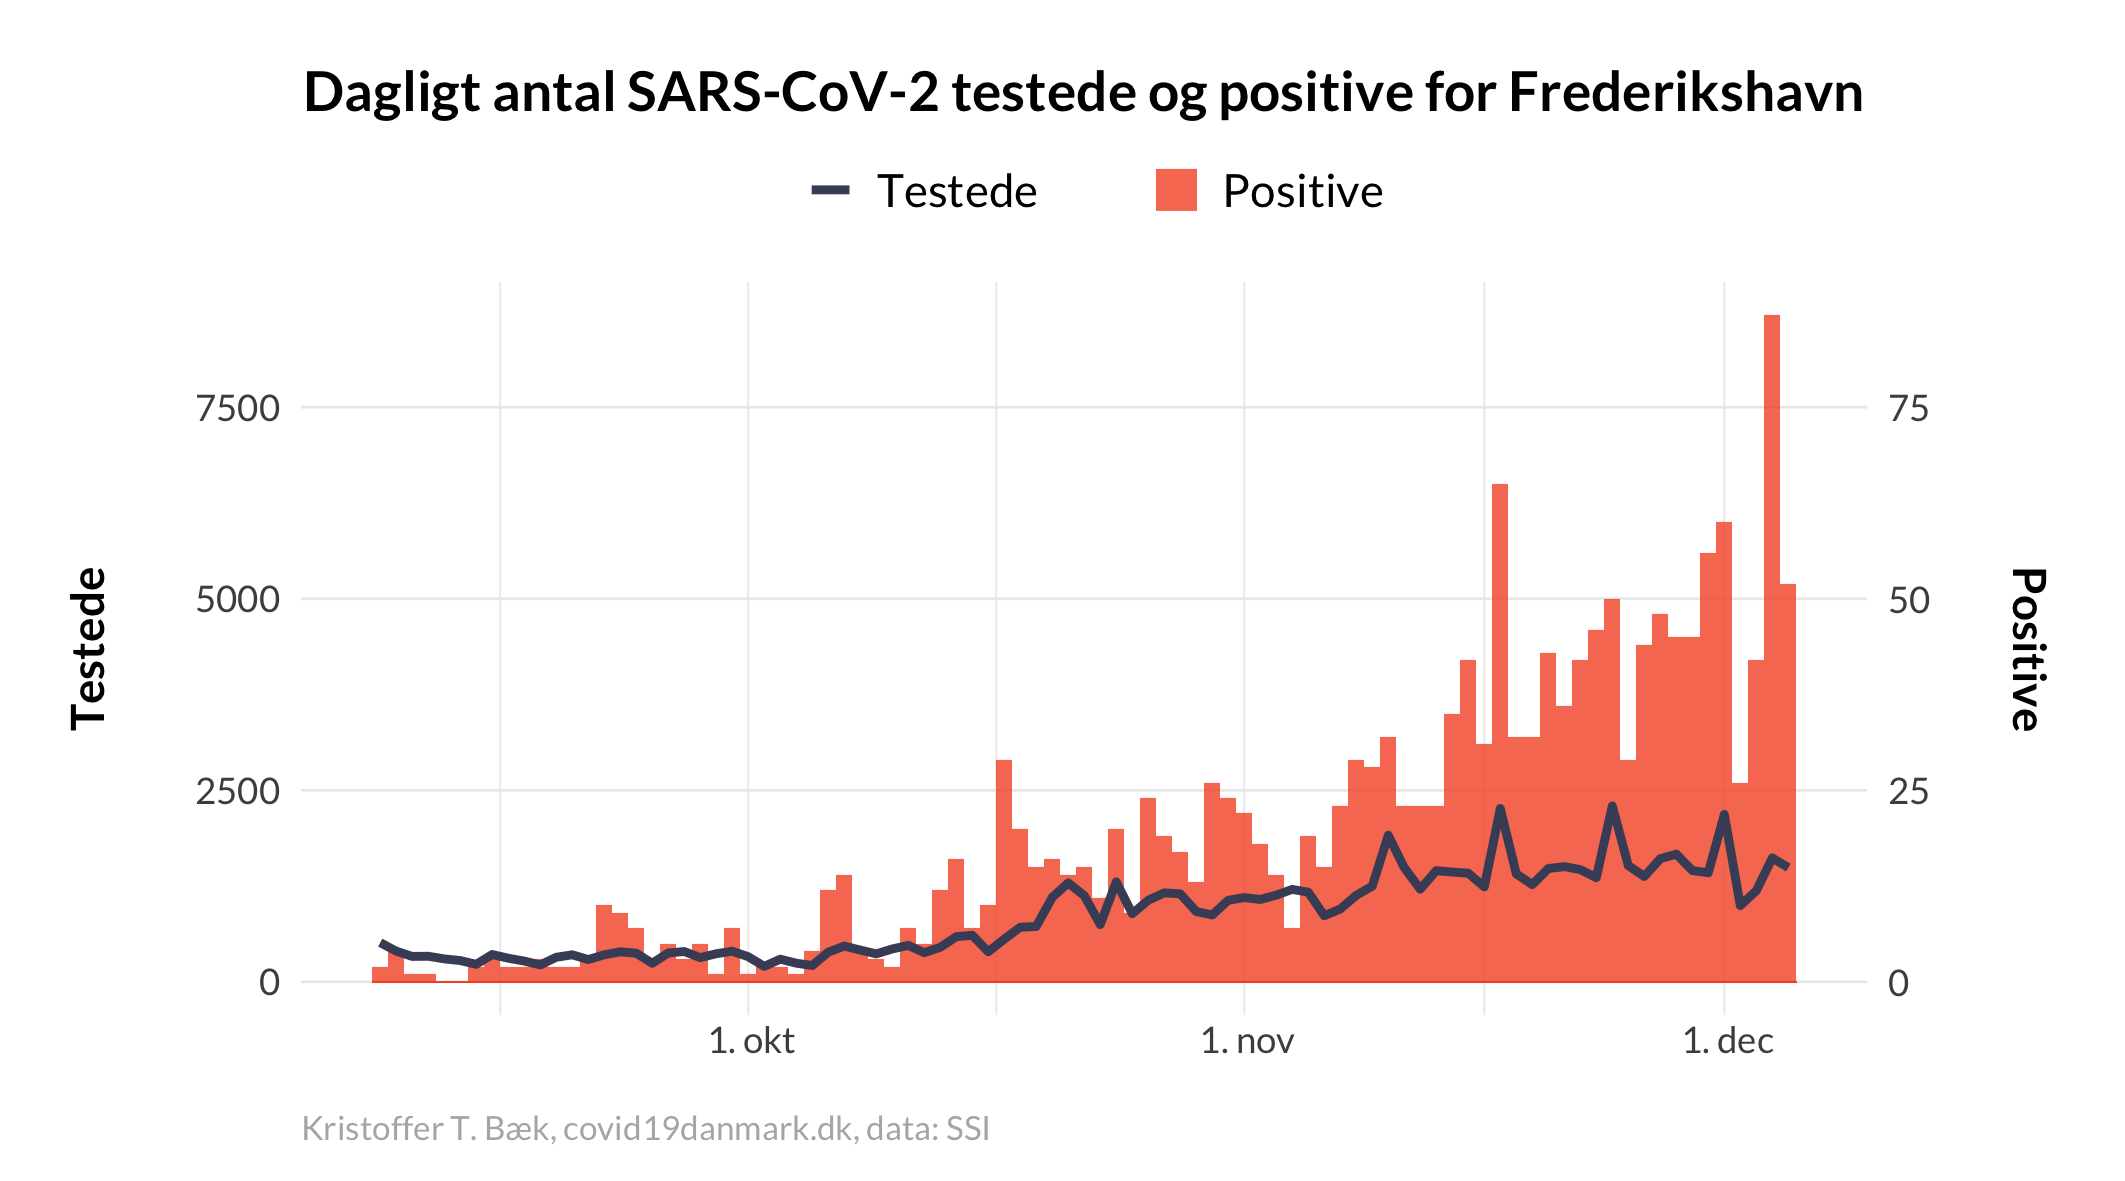 Dagligt antal SARS-CoV-2 testede og positive for Frederikshavn
Testede
Positive
Testede
7500
5000
2500
0
75
50
25
0
Positive
1. okt
1. nov
1. dec
Kristoffer T. Bæk, covid19danmark.dk, data: SSI